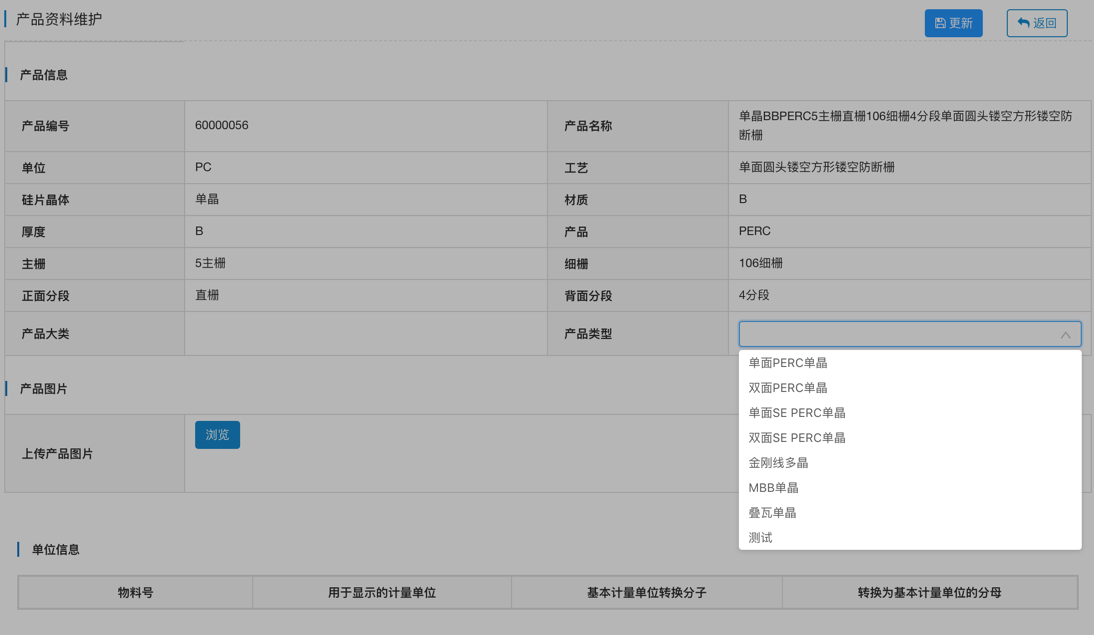 产品资料维护
更新
返回
产品信息
产品编号
60000056
产品名称
单晶BBPERC5主栅直栅106细栅4分段单面圆头镂空方形镂空防
断栅
单位
PC
工艺
单面圆头镂空方形镂空防断栅
硅片晶体
单晶
材质
B
厚度
B
产品
PERC
主栅
5主栅
细栅
106细栅
正面分段
直栅
背面分段
4分段
产品大类
产品类型
单面PERC单晶
双面PERC单晶
单面SE PERC单晶
双面SE PERC单晶
金刚线多晶
MBB单晶
叠瓦单晶
测试
产品图片
上传产品图片
浏览
单位信息
物料号
用于显示的计量单位
基本计量单位转换分子
转换为基本计量单位的分母